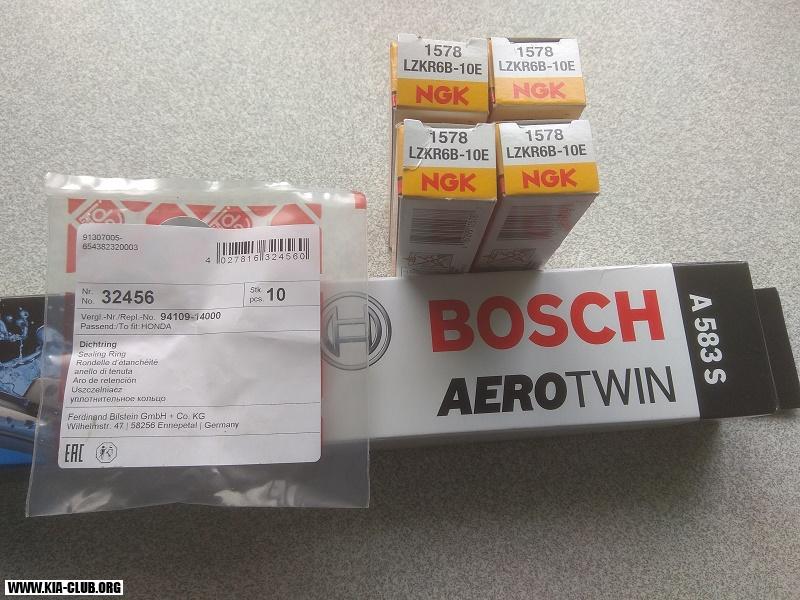 1578
LZKR6B-10E
NGK
1578
LZKR6B-10E
NGK
1578
LZKR6B-10E
NGK
1578
LZKR6B-10E
NGK
91307005-
654382320003
4 027816 324560
Nr.
No. 32456
Stk
pcs. 10
Vergl.-Nr./Repl.-No. 94109-14000
Passend:/To fit:HONDA
Dichtring
Sealing Ring
Rondelle d'étanchéité
anello di tenuta
Aro de retención
Uszczelniaez
уплотнительное кольцо
Ferdinand Bilstein GmbH + Co. KG
Wilhelmstr. 47 | 58256 Ennepetal | Germany
EAC
BOSCH
AEROTWIN
A 583 S
WWW.KIA-CLUB.ORG